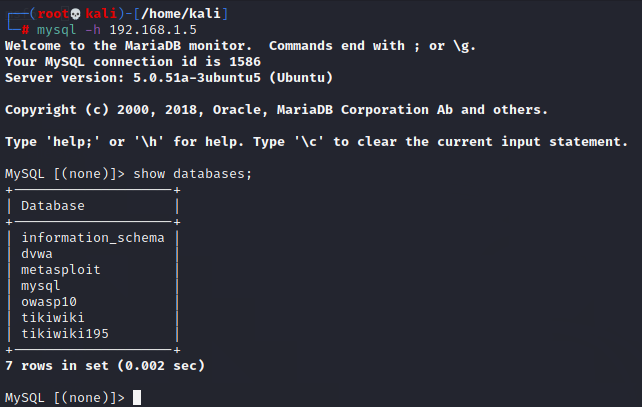 ┌──(root💀kali)-[/home/kali]
└─# mysql -h 192.168.1.5
Welcome to the MariaDB monitor.  Commands end with ; or \g.
Your MySQL connection id is 1586
Server version: 5.0.51a-3ubuntu5 (Ubuntu)

Copyright (c) 2000, 2018, Oracle, MariaDB Corporation Ab and others.

Type 'help;' or '\h' for help. Type '\c' to clear the current input statement.

MySQL [(none)]> show databases;
+--------------------+
| Database           |
+--------------------+
| information_schema |
| dvwa               |
| metasploit         |
| mysql              |
| owasp10            |
| tikiwiki           |
| tikiwiki195        |
+--------------------+
7 rows in set (0.002 sec)

MySQL [(none)]>